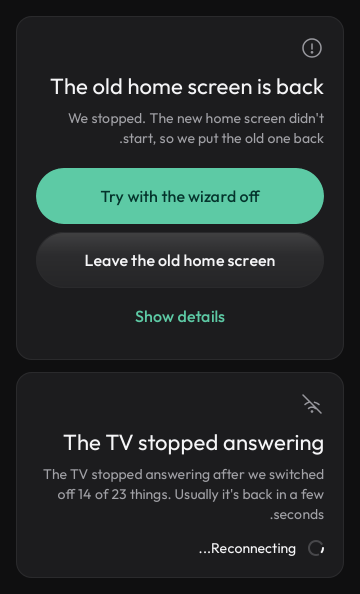 The old home screen is back
We stopped. The new home screen didn't
.start, so we put the old one back
Try with the wizard off
Leave the old home screen
Show details
The TV stopped answering
The TV stopped answering after we switched
off 14 of 23 things. Usually it's back in a few
.seconds
...Reconnecting